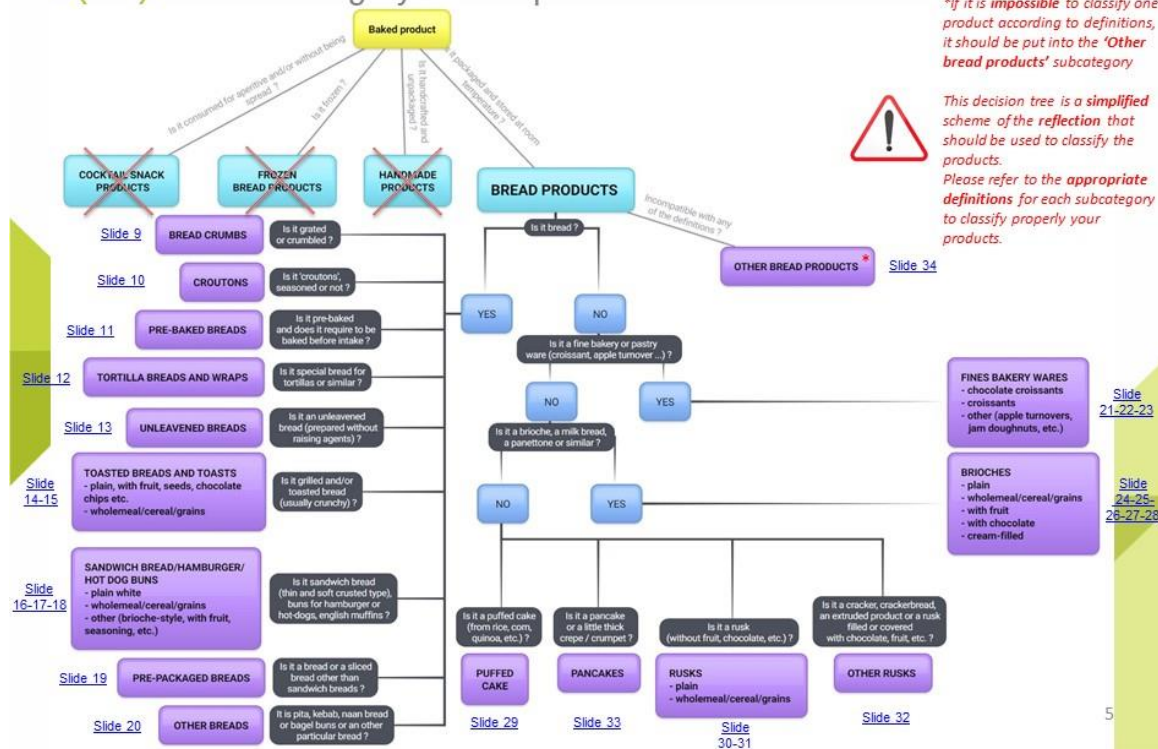 Baked product
*If it is impossible to classify one
product according to definitions,
it should be put into the ‘Other
bread products’ subcategory
This decision tree is a simplified
scheme of the reflection that
should be used to classify the
products.
Please refer to the appropriate
definitions for each subcategory
to classify properly your
products.
Is it consumed for aperitive and/or without being
spread ?
Is it frozen ?
Is it handcrafted and
unpackaged ?
Is it packaged and stored at room
temperature ?
COCKTAIL SNACK
PRODUCTS
FROZEN
BREAD PRODUCTS
HANDMADE
PRODUCTS
BREAD PRODUCTS
Incompatible with any
of the definitions ?
Is it bread ?
OTHER BREAD PRODUCTS *
Slide 34
Slide 9
BREAD CRUMBS
Is it grated
or crumbled ?
Slide 10
CROUTONS
Is it 'croutons',
seasoned or not ?
YES
NO
Slide 11
PRE-BAKED BREADS
Is it pre-baked
and does it require to be
baked before intake ?
Is it a fine bakery or pastry
ware (croissant, apple turnover ...) ?
Slide 12
TORTILLA BREADS AND WRAPS
Is it special bread for
tortillas or similar ?
NO
YES
FINES BAKERY WARES
- chocolate croissants
- croissants
- other (apple turnovers,
jam doughnuts, etc.)
Slide
21-22-23
Slide 13
UNLEAVENED BREADS
Is it an unleavened
bread (prepared without
raising agents) ?
Is it a brioche, a milk bread,
a panettone or similar ?
Slide
14-15
TOASTED BREADS AND TOASTS
- plain, with fruit, seeds, chocolate
chips etc.
- wholemeal/cereal/grains
Is it grilled and/or
toasted bread
(usually crunchy) ?
NO
YES
BRIOCHES
- plain
- wholemeal/cereal/grains
- with fruit
- with chocolate
- cream-filled
Slide
24-25-
26-27-28
Slide
16-17-18
SANDWICH BREAD/HAMBURGER/
HOT DOG BUNS
- plain white
- wholemeal/cereal/grains
- other (brioche-style, with fruit,
seasoning, etc.)
Is it sandwich bread
(thin and soft crusted type),
buns for hamburger or
hot-dogs, english muffins ?
Is it a puffed cake
(from rice, corn,
quinoa, etc.) ?
Is it a pancake
or a little thick
crepe / crumpet ?
Is it a rusk
(without fruit, chocolate, etc.) ?
Is it a cracker, crackerbread,
an extruded product or a rusk
filled or covered
with chocolate, fruit, etc. ?
Slide 19
PRE-PACKAGED BREADS
Is it a bread or a sliced
bread other than
sandwich breads ?
PUFFED
CAKE
PANCAKES
RUSKS
- plain
- wholemeal/cereal/grains
OTHER RUSKS
Slide 20
OTHER BREADS
It is pita, kebab, naan bread
or bagel buns or an other
particular bread ?
Slide 29
Slide 33
Slide
30-31
Slide 32
5